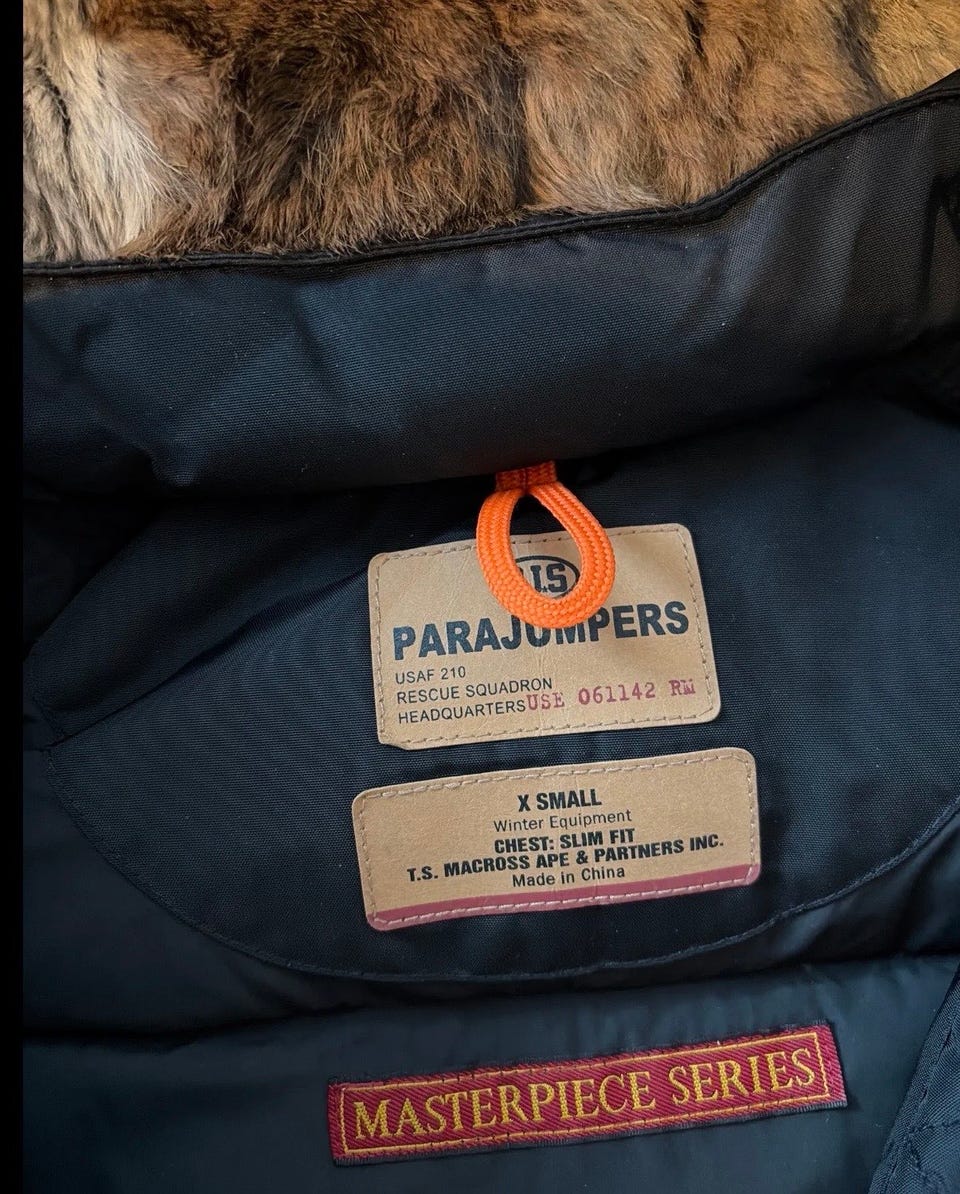 PARAJUMPERS
USAF 210
RESCUE SQUADRON
HEADQUARTERS USE 061142 RM
X SMALL
Winter Equipment
CHEST: SLIM FIT
T.S. MACROSS APE & PARTNERS INC.
Made in China
MASTERPIECE SERIES